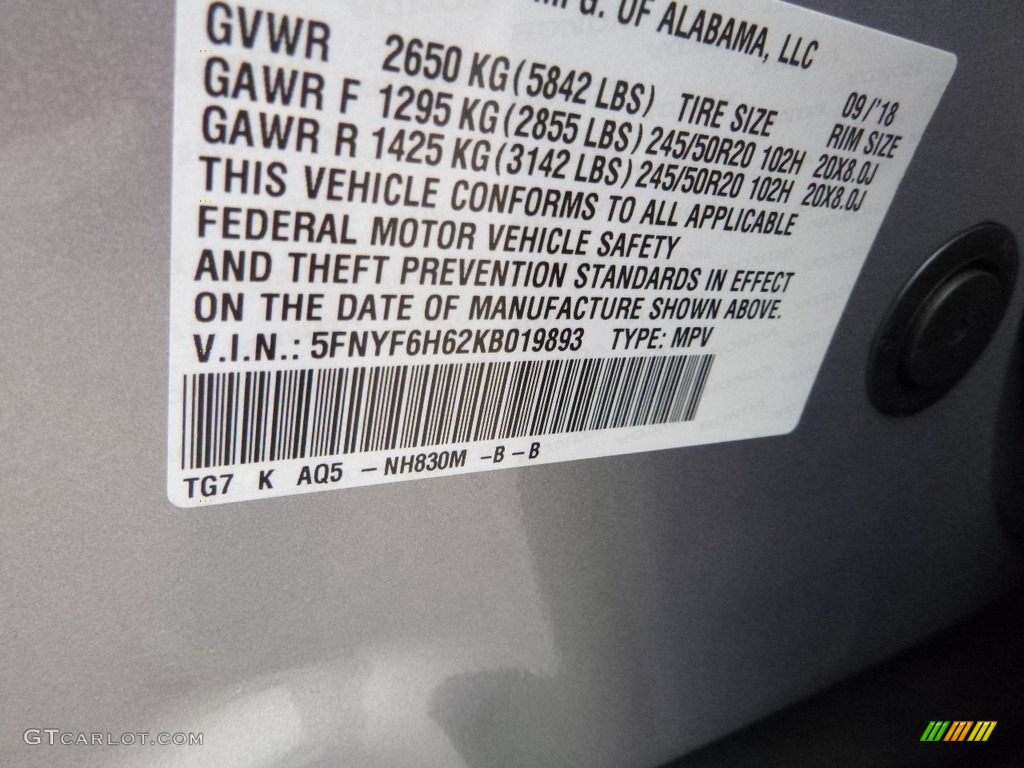 MFG. OF ALABAMA, LLC
09/'18
GVWR 2650 KG (5842 LBS) TIRE SIZE RIM SIZE
GAWR F 1295 KG (2855 LBS) 245/50R20 102H 20X8.0J
GAWR R 1425 KG (3142 LBS) 245/50R20 102H 20X8.0J
THIS VEHICLE CONFORMS TO ALL APPLICABLE
FEDERAL MOTOR VEHICLE SAFETY
AND THEFT PREVENTION STANDARDS IN EFFECT
ON THE DATE OF MANUFACTURE SHOWN ABOVE.
V.I.N.: 5FNYF6H62KB019893 TYPE: MPV
TG7 K AQ5 -NH830M -B-B
GTCARLOT.COM